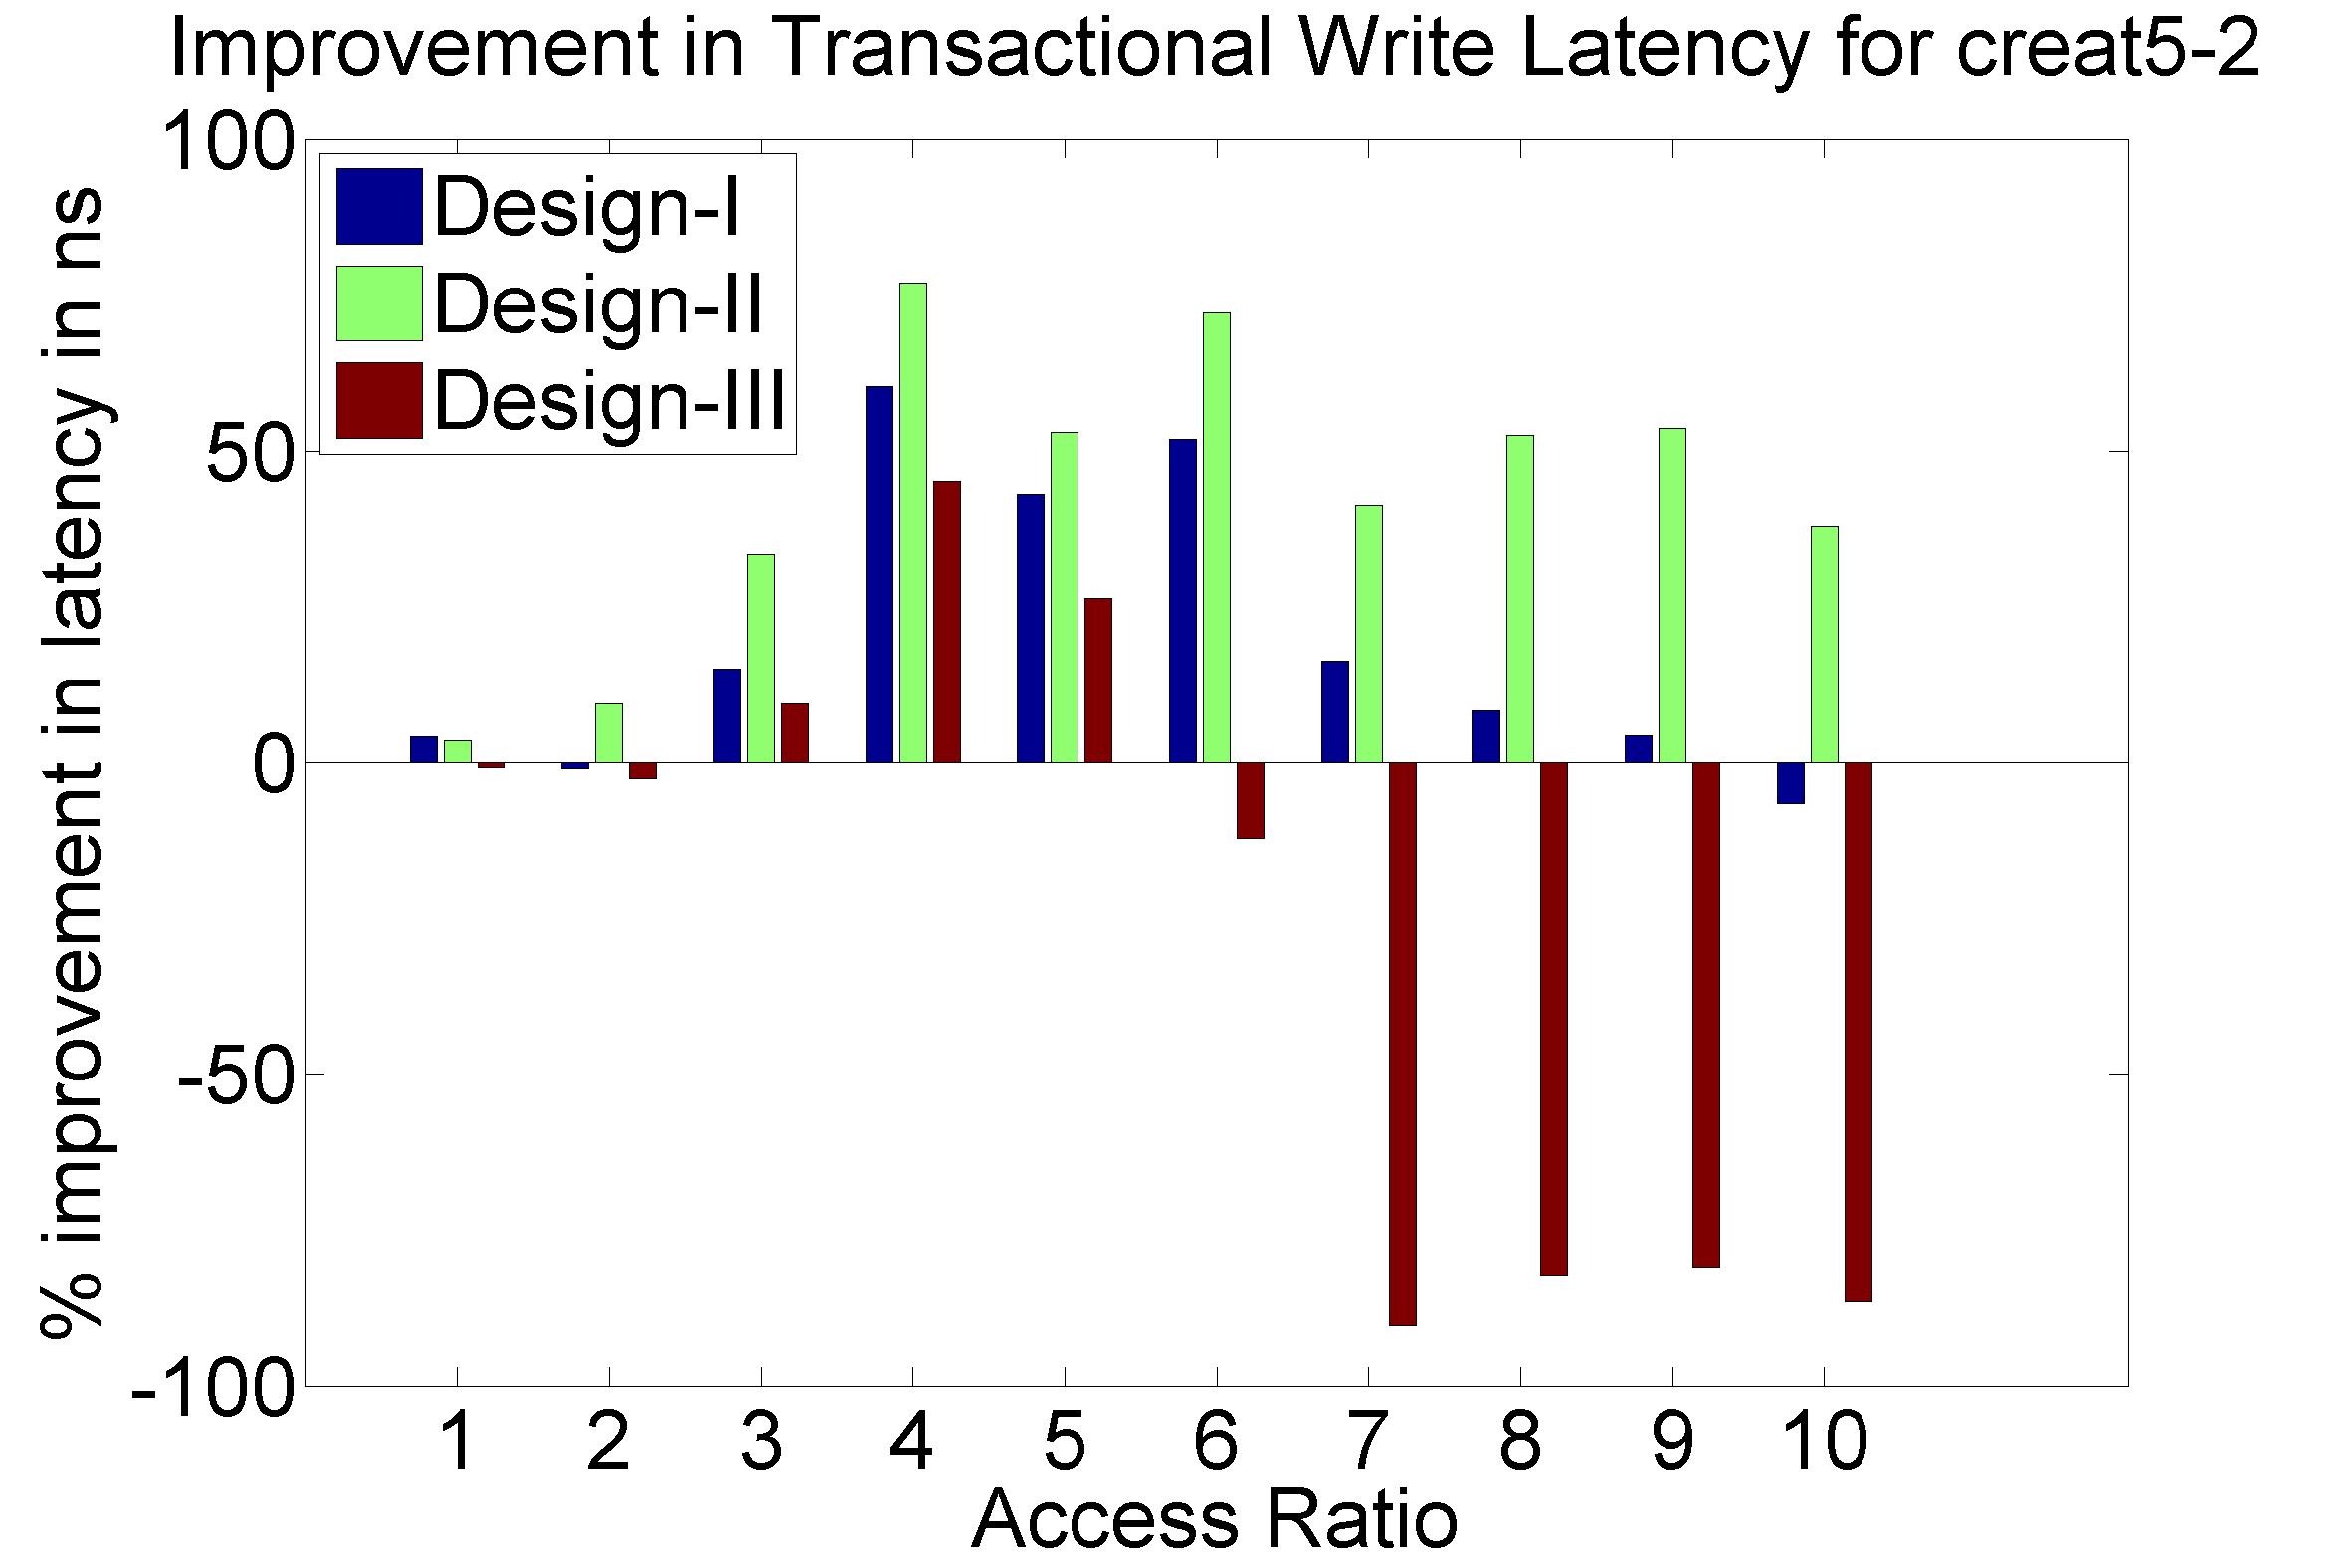 Improvement in Transactional Write Latency for creat5-2
% improvement in latency in ns
100
50
0
-50
-100
Design-I
Design-II
Design-III
1 2 3 4 5 6 7 8 9 10
Access Ratio